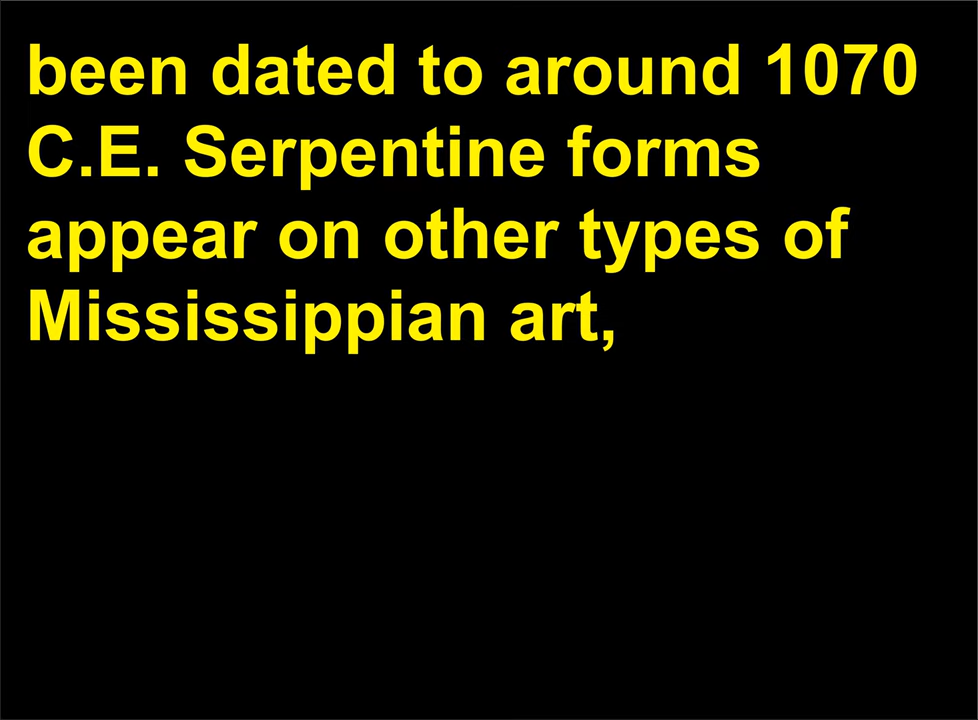 been dated to around 1070
C.E. Serpentine forms
appear on other types of
Mississippian art,